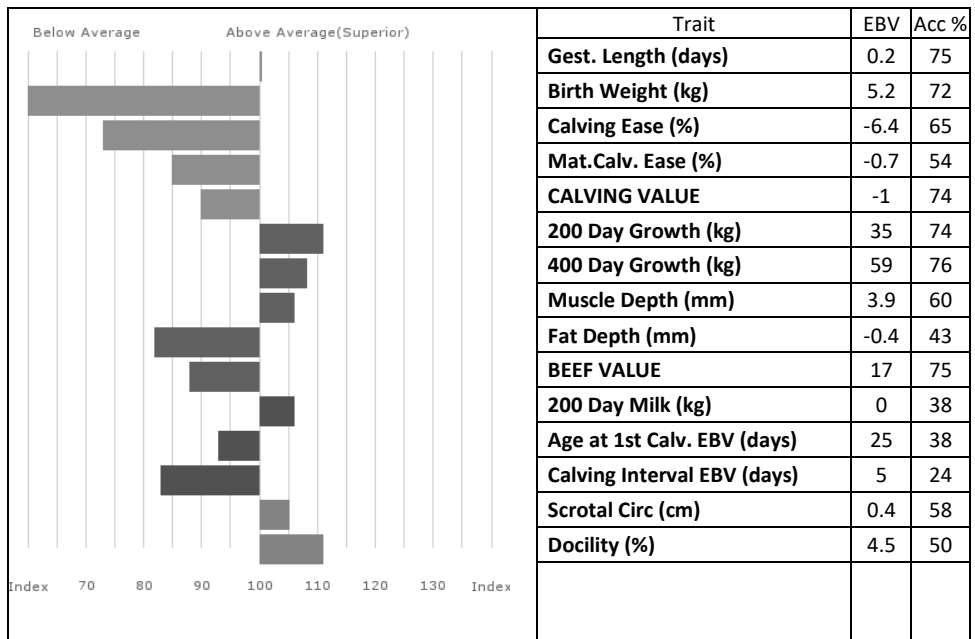 Below Average Above Average(Superior)
Index 70 80 90 100 110 120 130 Index
Trait EBV Acc %
Gest. Length (days) 0.2 75
Birth Weight (kg) 5.2 72
Calving Ease (%) -6.4 65
Mat.Calv. Ease (%) -0.7 54
CALVING VALUE -1 74
200 Day Growth (kg) 35 74
400 Day Growth (kg) 59 76
Muscle Depth (mm) 3.9 60
Fat Depth (mm) -0.4 43
BEEF VALUE 17 75
200 Day Milk (kg) 0 38
Age at 1st Calv. EBV (days) 25 38
Calving Interval EBV (days) 5 24
Scrotal Circ (cm) 0.4 58
Docility (%) 4.5 50